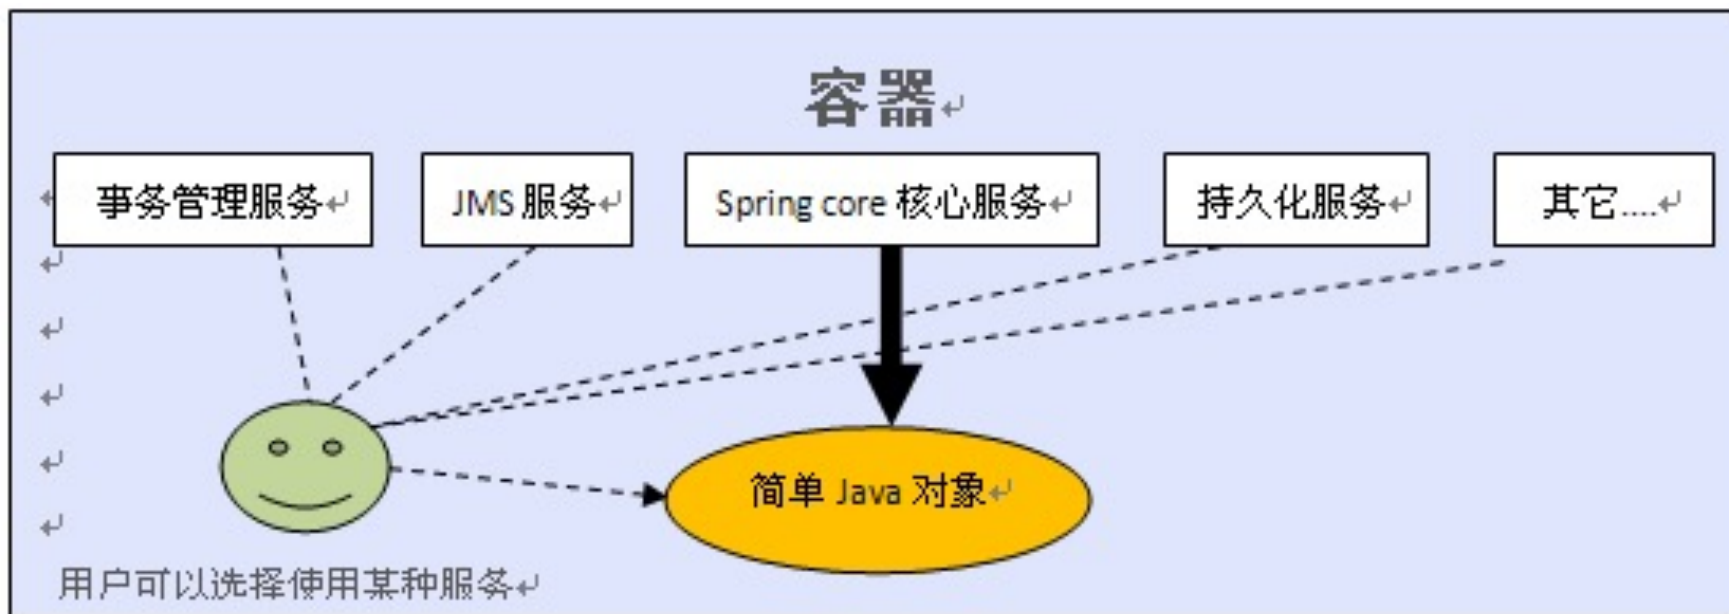 容器
事务管理服务
JMS 服务
Spring core 核心服务
持久化服务
其它....
简单 Java 对象
用户可以选择使用某种服务